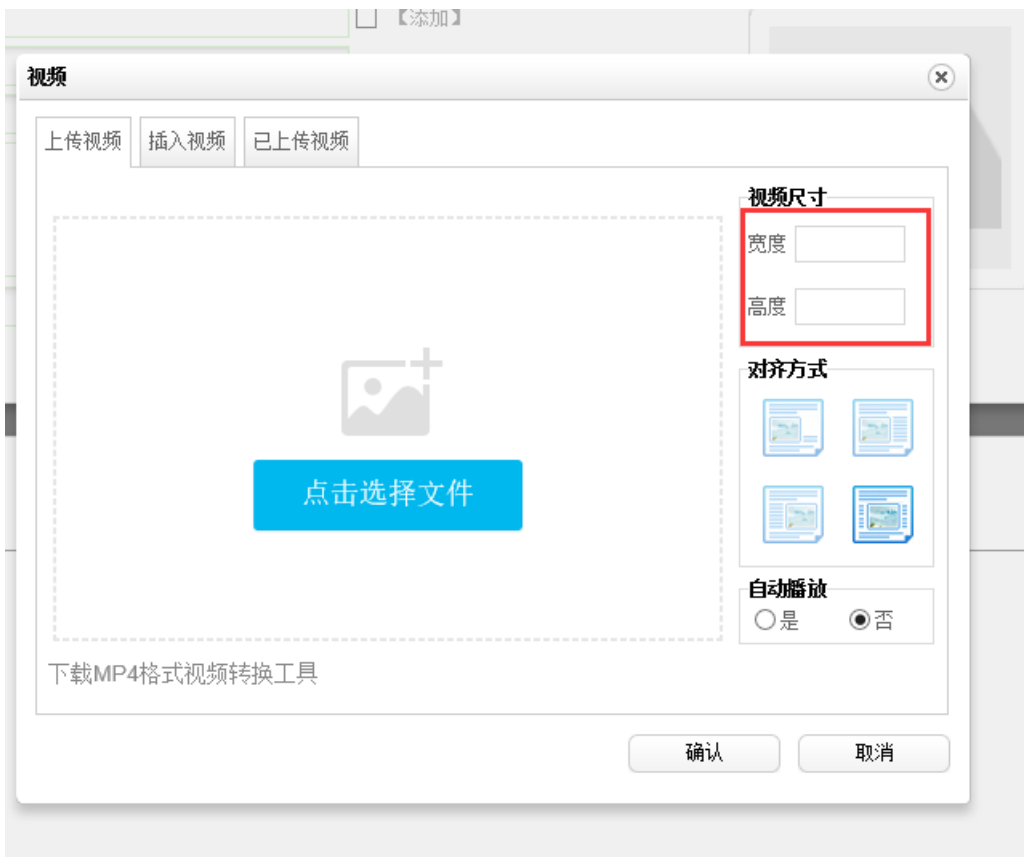 【添加】
视频
上传视频 插入视频 已上传视频
视频尺寸
宽度
高度
对齐方式
点击选择文件
自动播放
是 否
下载MP4格式视频转换工具
确认 取消